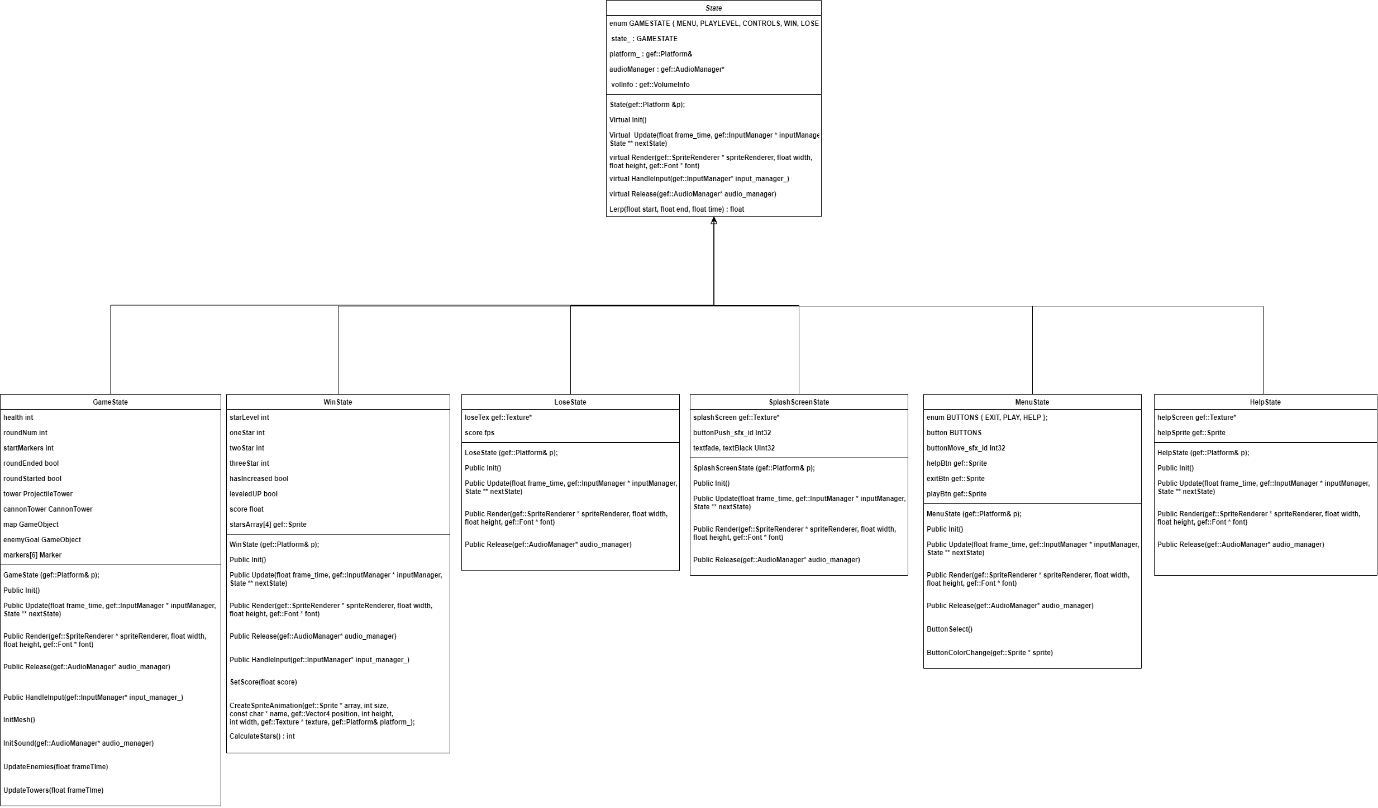 State
enum GAMESTATE { MENU, PLAYLEVEL, CONTROLS, WIN, LOSE
state_ : GAMESTATE
platform_ : gef::Platform&
audioManager : gef::AudioManager*
volInfo : gef::VolumeInfo
State(gef::Platform &p);
Virtual Init()
Virtual  Update(float frame_time, gef::InputManager * inputManage
State ** nextState)
virtual Render(gef::SpriteRenderer * spriteRenderer, float width,
float height, gef::Font * font)
virtual HandleInput(gef::InputManager* input_manager_)
virtual Release(gef::AudioManager* audio_manager)
Lerp(float start, float end, float time) : float
GameState
health int
roundNum int
startMarkers int
roundEnded bool
roundStarted bool
tower ProjectileTower
cannonTower CannonTower
map GameObject
enemyGoal GameObject
markers[6] Marker
GameState (gef::Platform& p);
Public Init()
Public Update(float frame_time, gef::InputManager * inputManager,
State ** nextState)
Public Render(gef::SpriteRenderer * spriteRenderer, float width,
float height, gef::Font * font)
Public Release(gef::AudioManager* audio_manager)
Public HandleInput(gef::InputManager* input_manager_)
InitMesh()
InitSound(gef::AudioManager* audio_manager)
UpdateEnemies(float frameTIme)
UpdateTowers(float frameTIme)
WinState
starLevel int
oneStar int
twoStar int
threeStar int
hasIncreased bool
leveledUP bool
score float
starsArray[4] gef::Sprite
WinState (gef::Platform& p);
Public Init()
Public Update(float frame_time, gef::InputManager * inputManager,
State ** nextState)
Public Render(gef::SpriteRenderer * spriteRenderer, float width,
float height, gef::Font * font)
Public Release(gef::AudioManager* audio_manager)
Public HandleInput(gef::InputManager* input_manager_)
SetScore(float score)
CreateSpriteAnimation(gef::Sprite * array, int size,
const char * name, gef::Vector4 position, int height,
int width, gef::Texture * texture, gef::Platform& platform_);
CalculateStars() : int
LoseState
loseTex gef::Texture*
score fps
LoseState (gef::Platform& p);
Public Init()
Public Update(float frame_time, gef::InputManager * inputManager,
State ** nextState)
Public Render(gef::SpriteRenderer * spriteRenderer, float width,
float height, gef::Font * font)
Public Release(gef::AudioManager* audio_manager)
SplashScreenState
splashScreen gef::Texture*
buttonPush_sfx_id Int32
textfade, textBlack UInt32
SplashScreenState (gef::Platform& p);
Public Init()
Public Update(float frame_time, gef::InputManager * inputManager,
State ** nextState)
Public Render(gef::SpriteRenderer * spriteRenderer, float width,
float height, gef::Font * font)
Public Release(gef::AudioManager* audio_manager)
MenuState
enum BUTTONS { EXIT, PLAY, HELP };
button BUTTONS
buttonMove_sfx_id Int32
helpBtn gef::Sprite
exitBtn gef::Sprite
playBtn gef::Sprite
MenuState (gef::Platform& p);
Public Init()
Public Update(float frame_time, gef::InputManager * inputManager,
State ** nextState)
Public Render(gef::SpriteRenderer * spriteRenderer, float width,
float height, gef::Font * font)
Public Release(gef::AudioManager* audio_manager)
ButtonSelect()
ButtonColorChange(gef::Sprite * sprite)
HelpState
helpScreen gef::Texture*
helpSprite gef::Sprite
HelpState (gef::Platform& p);
Public Init()
Public Update(float frame_time, gef::InputManager * inputManager,
State ** nextState)
Public Render(gef::SpriteRenderer * spriteRenderer, float width,
float height, gef::Font * font)
Public Release(gef::AudioManager* audio_manager)